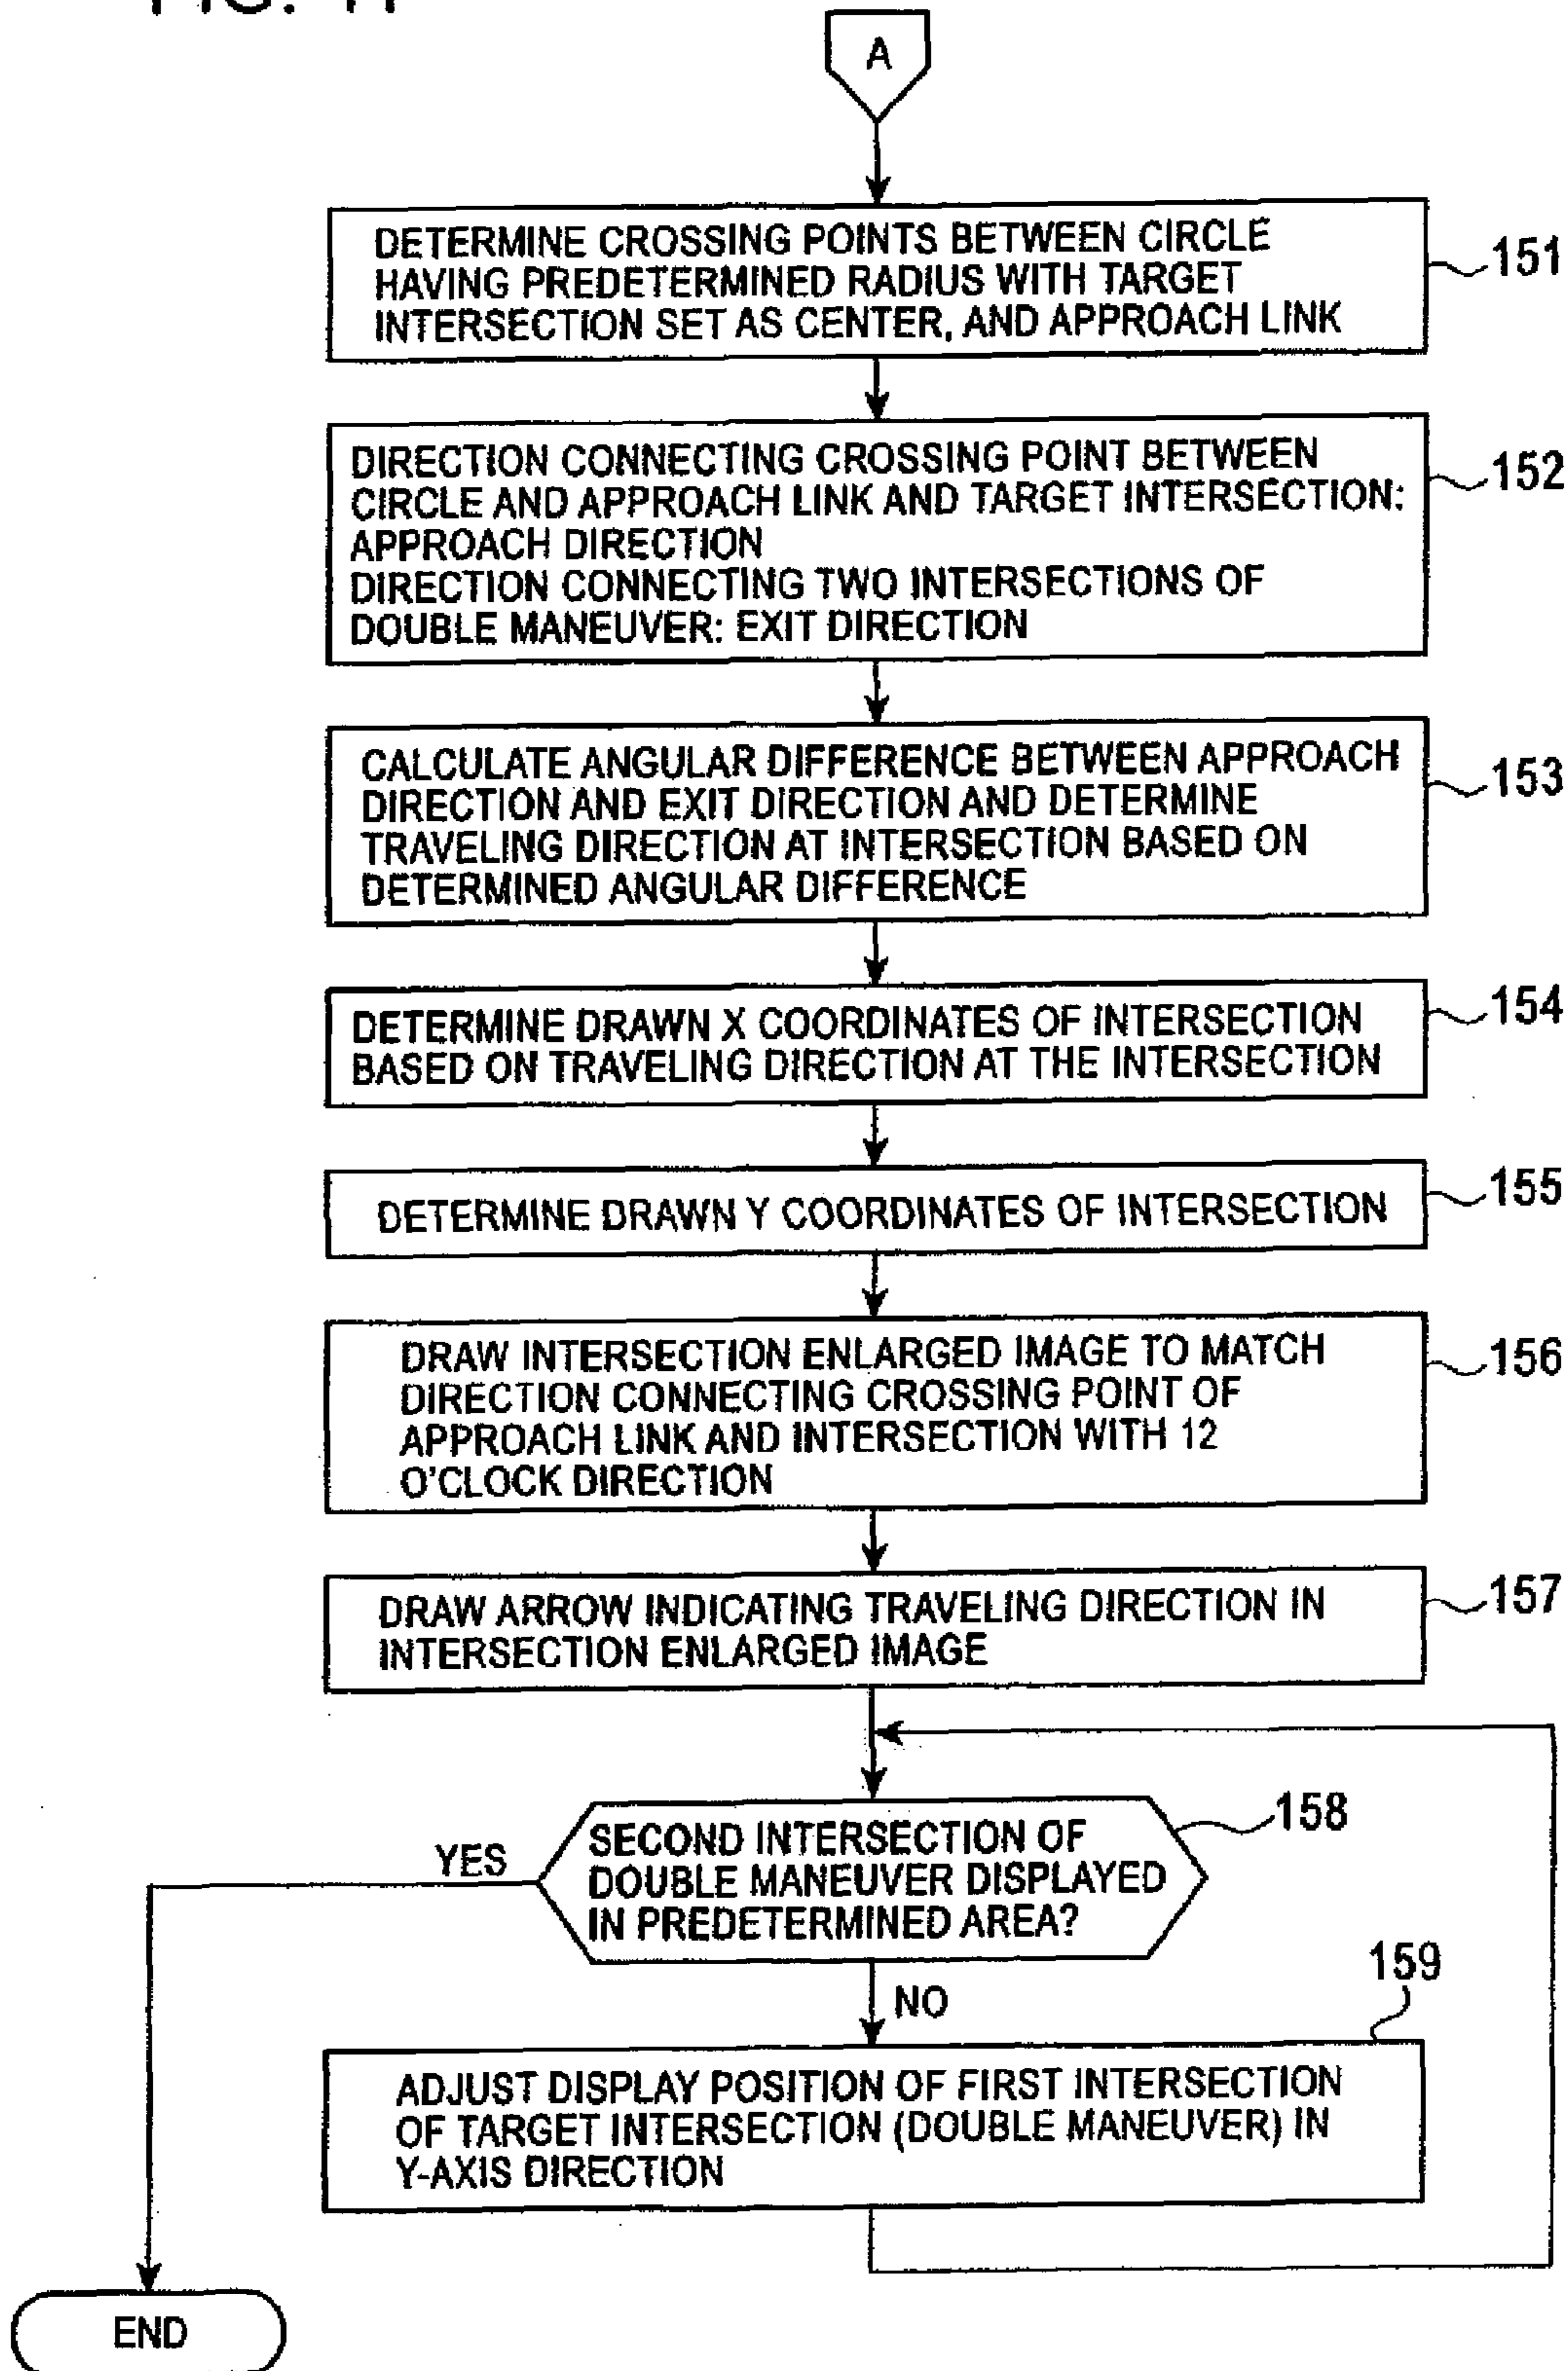 FIG. 11
A
DETERMINE CROSSING POINTS BETWEEN CIRCLE
HAVING PREDETERMINED RADIUS WITH TARGET
INTERSECTION SET AS CENTER, AND APPROACH LINK
151
DIRECTION CONNECTING CROSSING POINT BETWEEN
CIRCLE AND APPROACH LINK AND TARGET INTERSECTION:
APPROACH DIRECTION
DIRECTION CONNECTING TWO INTERSECTIONS OF
DOUBLE MANEUVER: EXIT DIRECTION
152
CALCULATE ANGULAR DIFFERENCE BETWEEN APPROACH
DIRECTION AND EXIT DIRECTION AND DETERMINE
TRAVELING DIRECTION AT INTERSECTION BASED ON
DETERMINED ANGULAR DIFFERENCE
153
DETERMINE DRAWN X COORDINATES OF INTERSECTION
BASED ON TRAVELING DIRECTION AT THE INTERSECTION
154
DETERMINE DRAWN Y COORDINATES OF INTERSECTION
155
DRAW INTERSECTION ENLARGED IMAGE TO MATCH
DIRECTION CONNECTING CROSSING POINT OF
APPROACH LINK AND INTERSECTION WITH 12
O'CLOCK DIRECTION
156
DRAW ARROW INDICATING TRAVELING DIRECTION IN
INTERSECTION ENLARGED IMAGE
157
SECOND INTERSECTION OF
DOUBLE MANEUVER DISPLAYED
IN PREDETERMINED AREA?
158
YES
NO
159
ADJUST DISPLAY POSITION OF FIRST INTERSECTION
OF TARGET INTERSECTION (DOUBLE MANEUVER) IN
Y-AXIS DIRECTION
END